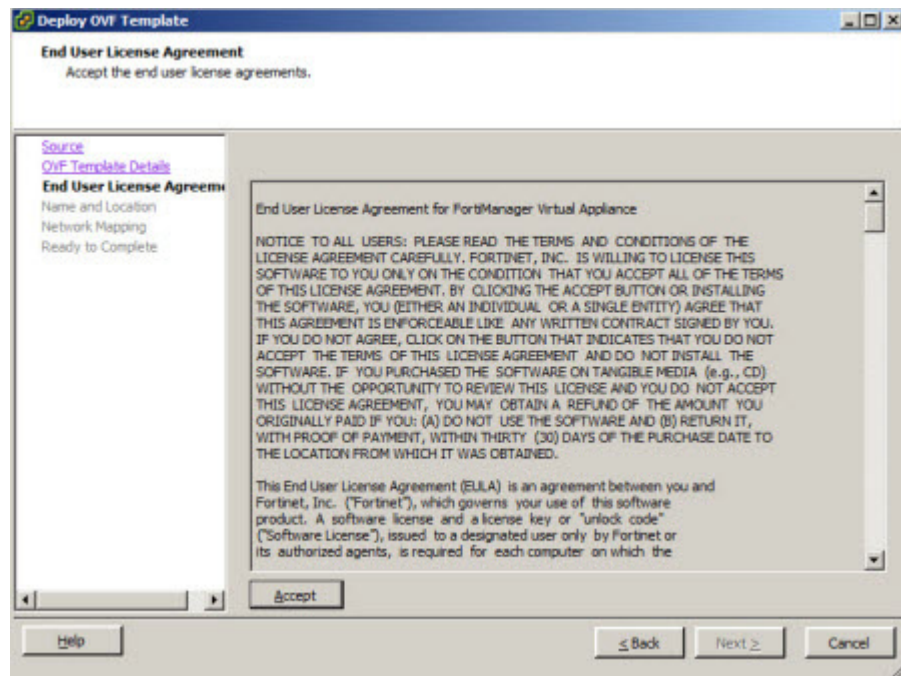 Deploy OVF Template
End User License Agreement
Accept the end user license agreements.
Source
OVF Template Details
End User License Agreeme
Name and Location
Network Mapping
Ready to Complete
End User License Agreement for FortiManager Virtual Appliance
NOTICE TO ALL USERS: PLEASE READ THE TERMS AND CONDITIONS OF THE
LICENSE AGREEMENT CAREFULLY. FORTINET, INC. IS WILLING TO LICENSE THIS
SOFTWARE TO YOU ONLY ON THE CONDITION THAT YOU ACCEPT ALL OF THE TERMS
OF THIS LICENSE AGREEMENT. BY CLICKING THE ACCEPT BUTTON OR INSTALLING
THE SOFTWARE, YOU (EITHER AN INDIVIDUAL OR A SINGLE ENTITY) AGREE THAT
THIS AGREEMENT IS ENFORCEABLE LIKE ANY WRITTEN CONTRACT SIGNED BY YOU.
IF YOU DO NOT AGREE, CLICK ON THE BUTTON THAT INDICATES THAT YOU DO NOT
ACCEPT THE TERMS OF THIS LICENSE AGREEMENT AND DO NOT INSTALL THE
SOFTWARE. IF YOU PURCHASED THE SOFTWARE ON TANGIBLE MEDIA (e.g., CD)
WITHOUT THE OPPORTUNITY TO REVIEW THIS LICENSE AND YOU DO NOT ACCEPT
THIS LICENSE AGREEMENT, YOU MAY OBTAIN A REFUND OF THE AMOUNT YOU
ORIGINALLY PAID IF YOU: (A) DO NOT USE THE SOFTWARE AND (B) RETURN IT,
WITH PROOF OF PAYMENT, WITHIN THIRTY (30) DAYS OF THE PURCHASE DATE TO
THE LOCATION FROM WHICH IT WAS OBTAINED.
This End User License Agreement (EULA) is an agreement between you and
Fortinet, Inc. ("Fortinet"), which governs your use of this software
product. A software license and a license key or "unlock code"
("Software License"), issued to a designated user only by Fortinet or
its authorized agents, is required for each computer on which the
Accept
Help
≤ Back
Next ≥
Cancel